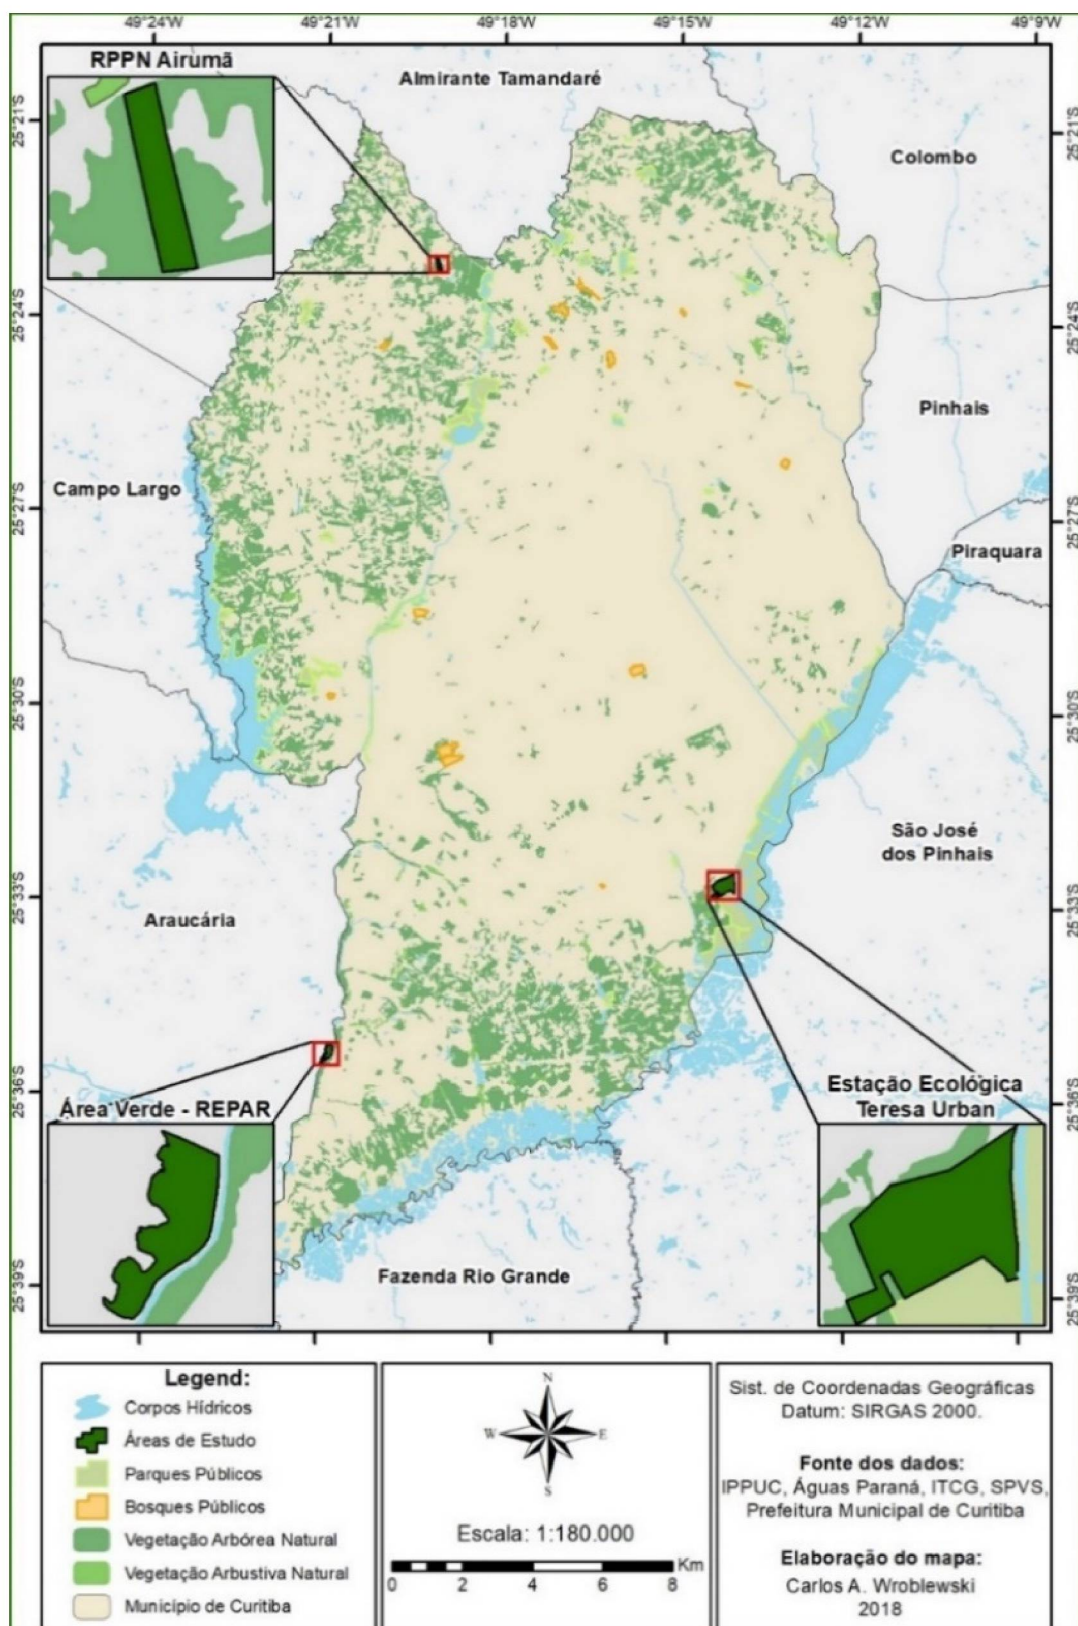 49°24'W 49°21'W 49°18'W 49°15'W 49°12'W 49°9'W
RPPN Airumã
Almirante Tamandaré
25°21'S
25°21'S
Colombo
25°24'S
25°24'S
Pinhais
Campo Largo
25°27'S
25°27'S
Piraquara
25°30'S
25°30'S
São José
dos Pinhais
25°33'S
25°33'S
Araucária
Estação Ecológica
Teresa Urban
25°36'S
25°36'S
Área Verde - REPAR
Fazenda Rio Grande
25°39'S
25°39'S
Legend:
Corpos Hídricos
Áreas de Estudo
Parques Públicos
Bosques Públicos
Vegetação Arbórea Natural
Vegetação Arbustiva Natural
Município de Curitiba
N
W E
S
Escala: 1:180.000
Km
0 2 4 6 8
Sist. de Coordenadas Geográficas
Datum: SIRGAS 2000.
Fonte dos dados:
IPPUC, Águas Paraná, ITCG, SPVS,
Prefeitura Municipal de Curitiba
Elaboração do mapa:
Carlos A. Wroblewski
2018